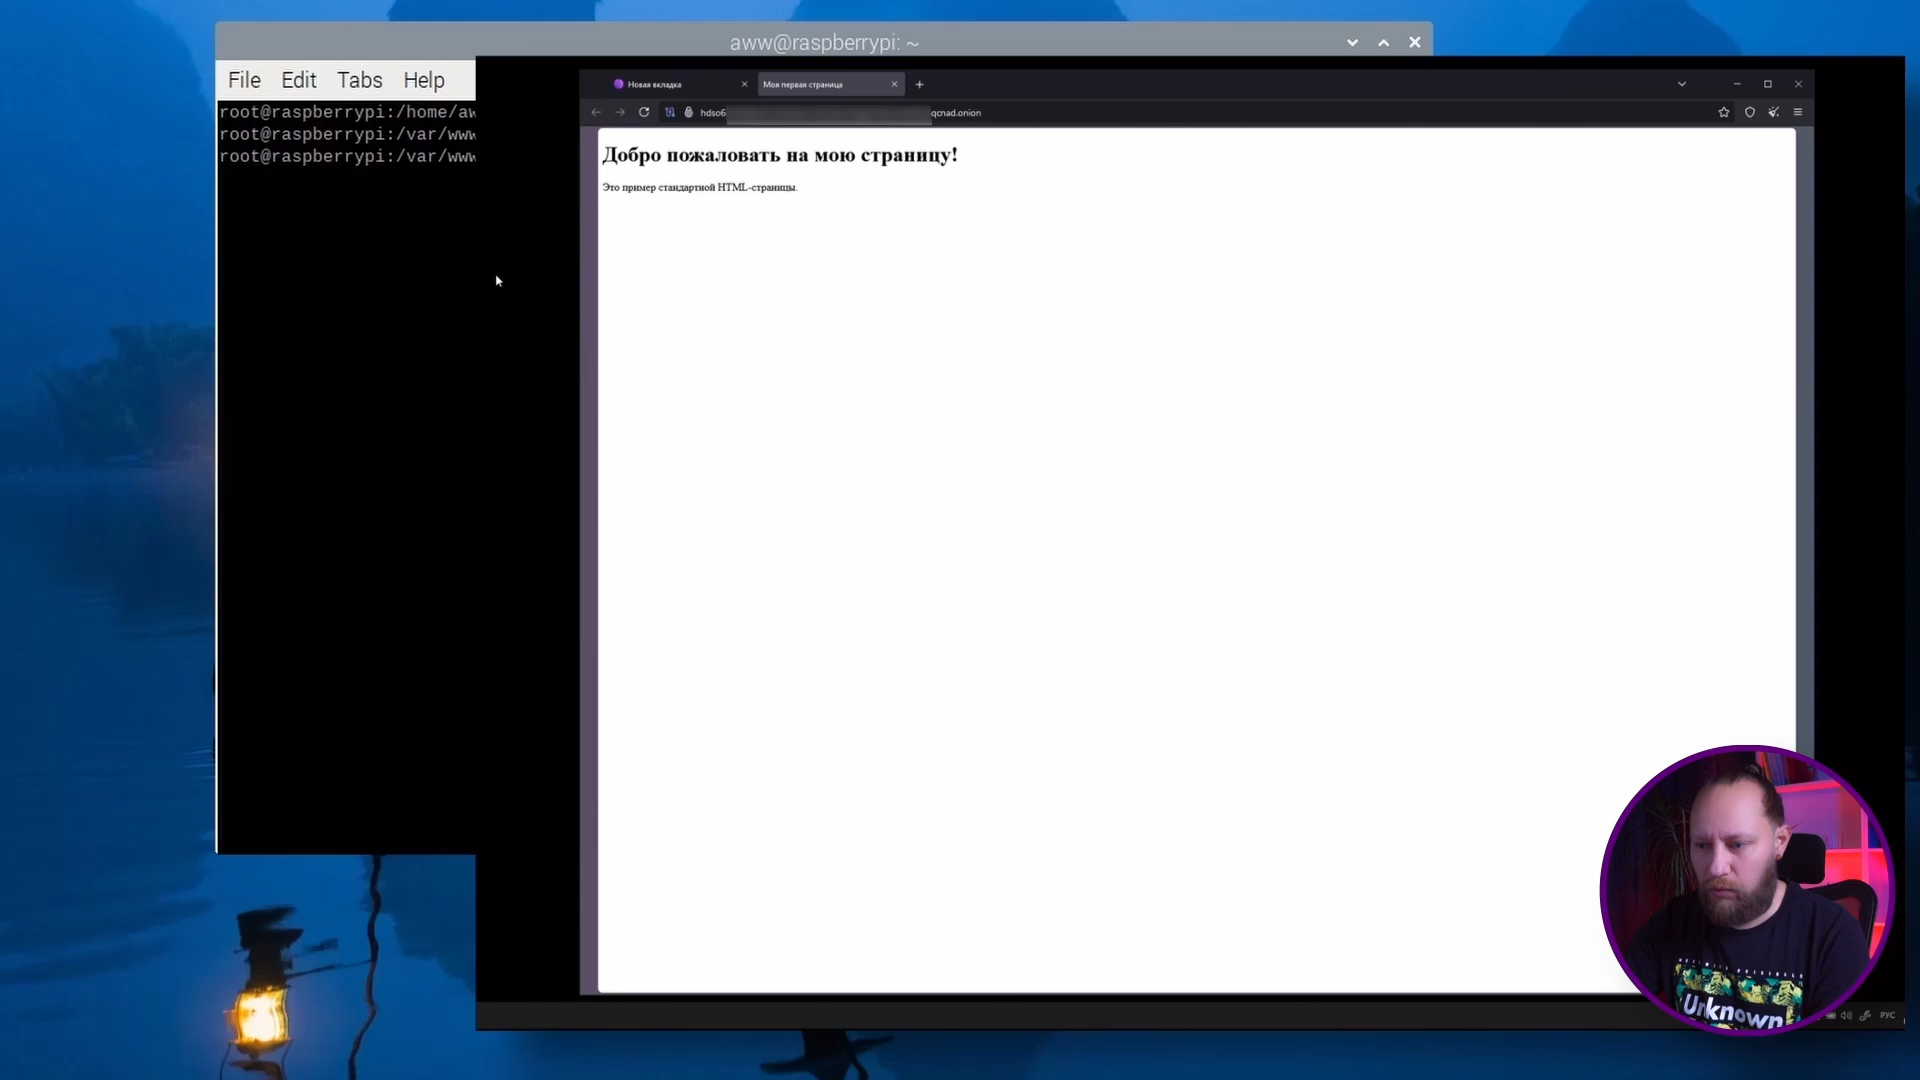 aww@raspberrypi: ~
File Edit Tabs Help
root@raspberrypi:/home/aw
root@raspberrypi:/var/www
root@raspberrypi:/var/www
Новая вкладка
Моя первая страница
hdso6
qcnad.onion
Добро пожаловать на мою страницу!
Это пример стандартной HTML-страницы.
Unknown
РУС